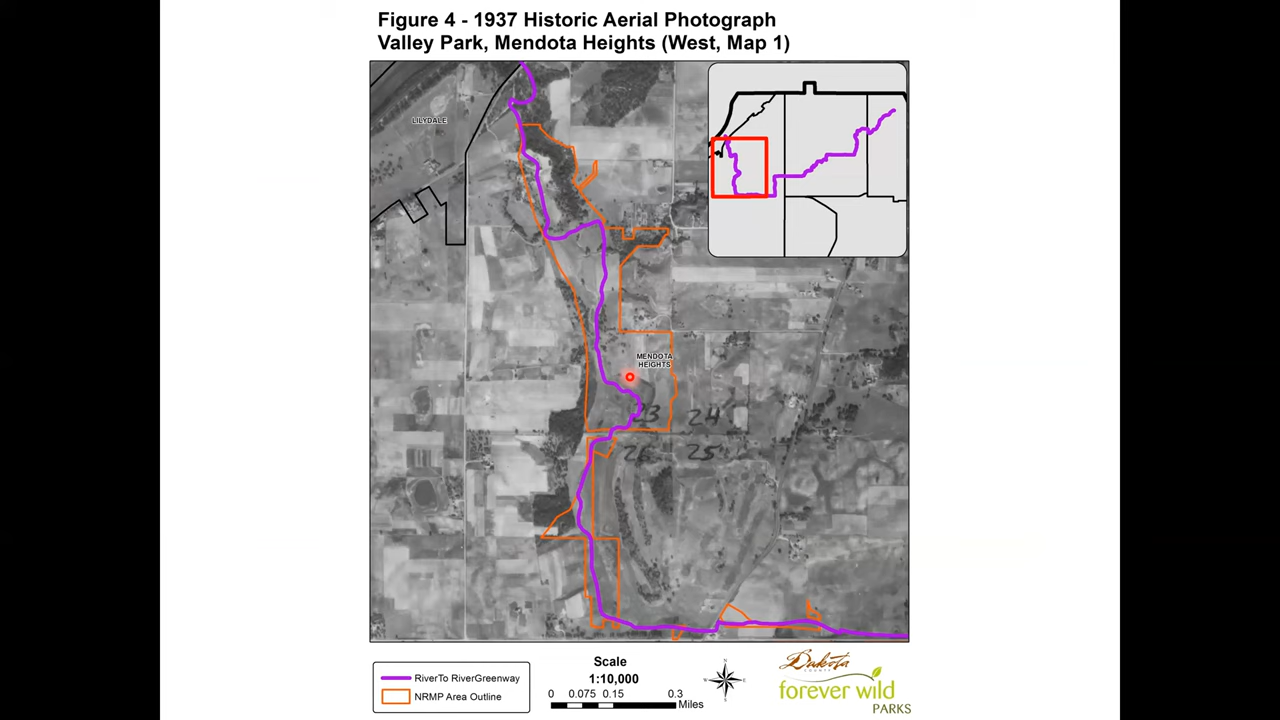 Figure 4 - 1937 Historic Aerial Photograph
Valley Park, Mendota Heights (West, Map 1)
LILYDALE
MENDOTA
HEIGHTS
23 24
26 25
RiverTo RiverGreenway
NRMP Area Outline
Scale
1:10,000
0 0.075 0.15 0.3
Miles
Dakota
COUNTY
forever wild
PARKS